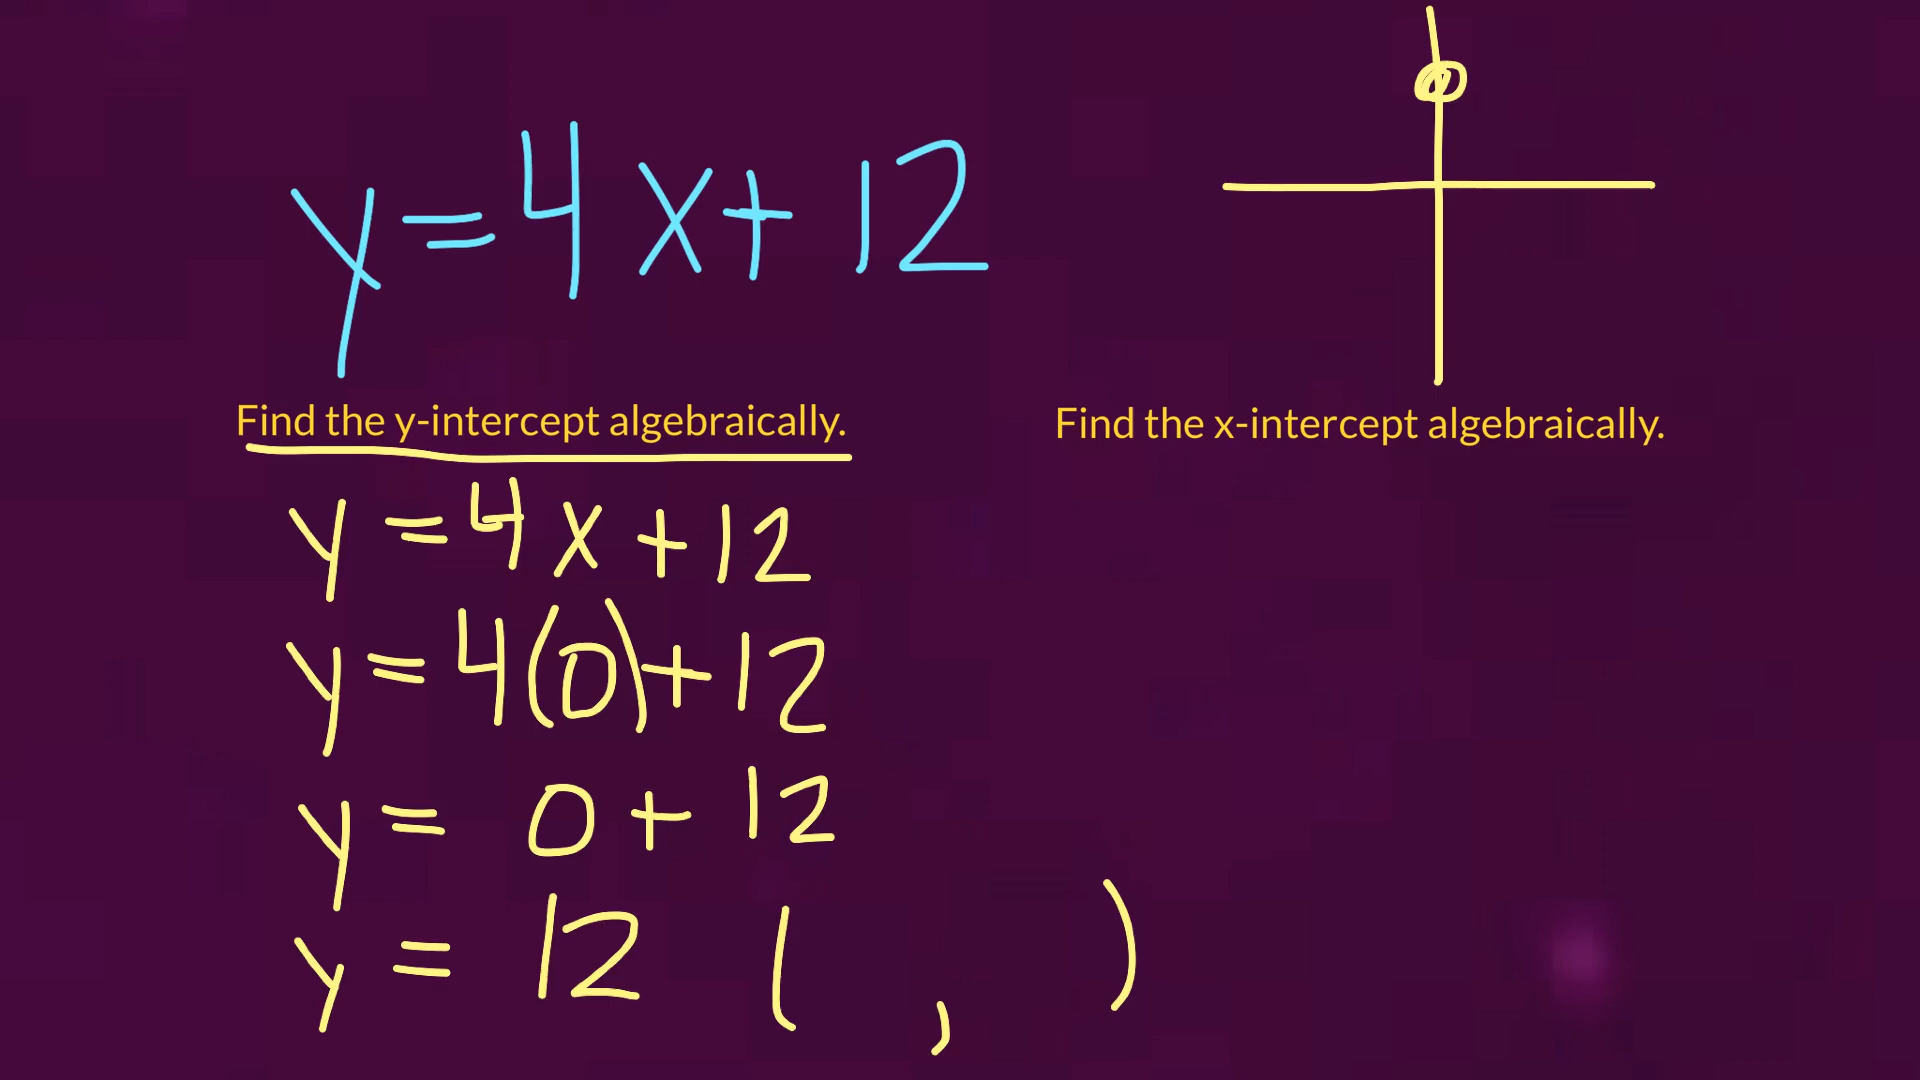 y=4x+12
Find the y-intercept algebraically.
y=4x+12
y=4(0)+12
y= 0+12
y= 12 ( , )
Find the x-intercept algebraically.